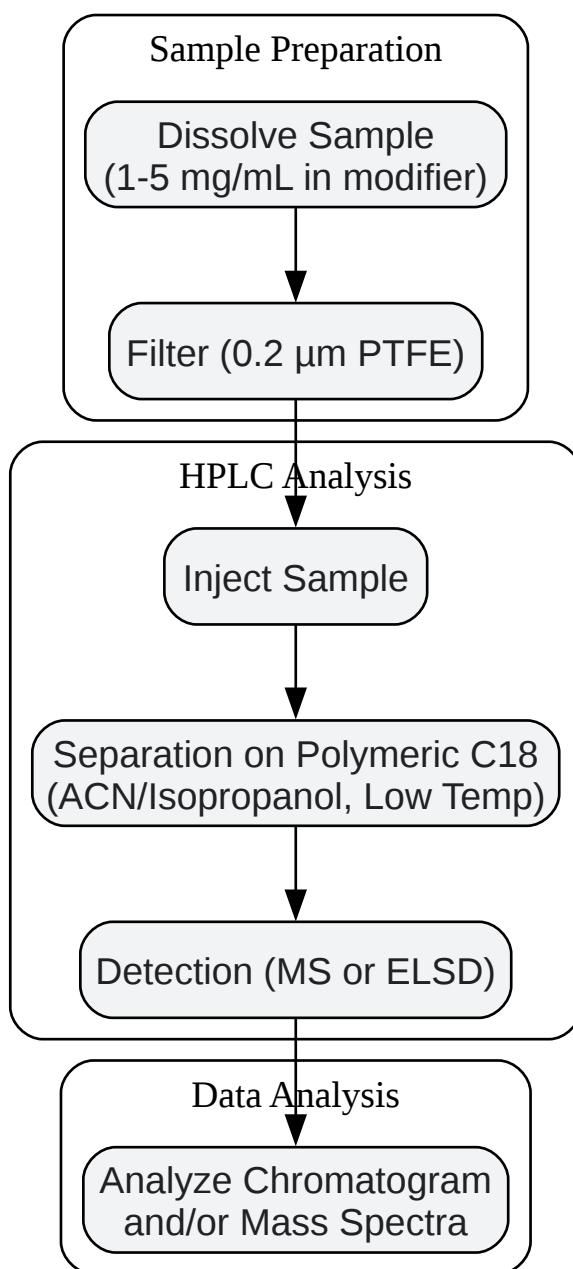 Sample Preparation
Dissolve Sample
(1-5 mg/mL in modifier)
Filter (0.2 µm PTFE)
HPLC Analysis
Inject Sample
Separation on Polymeric C18
(ACN/Isopropanol, Low Temp)
Detection (MS or ELSD)
Data Analysis
Analyze Chromatogram
and/or Mass Spectra